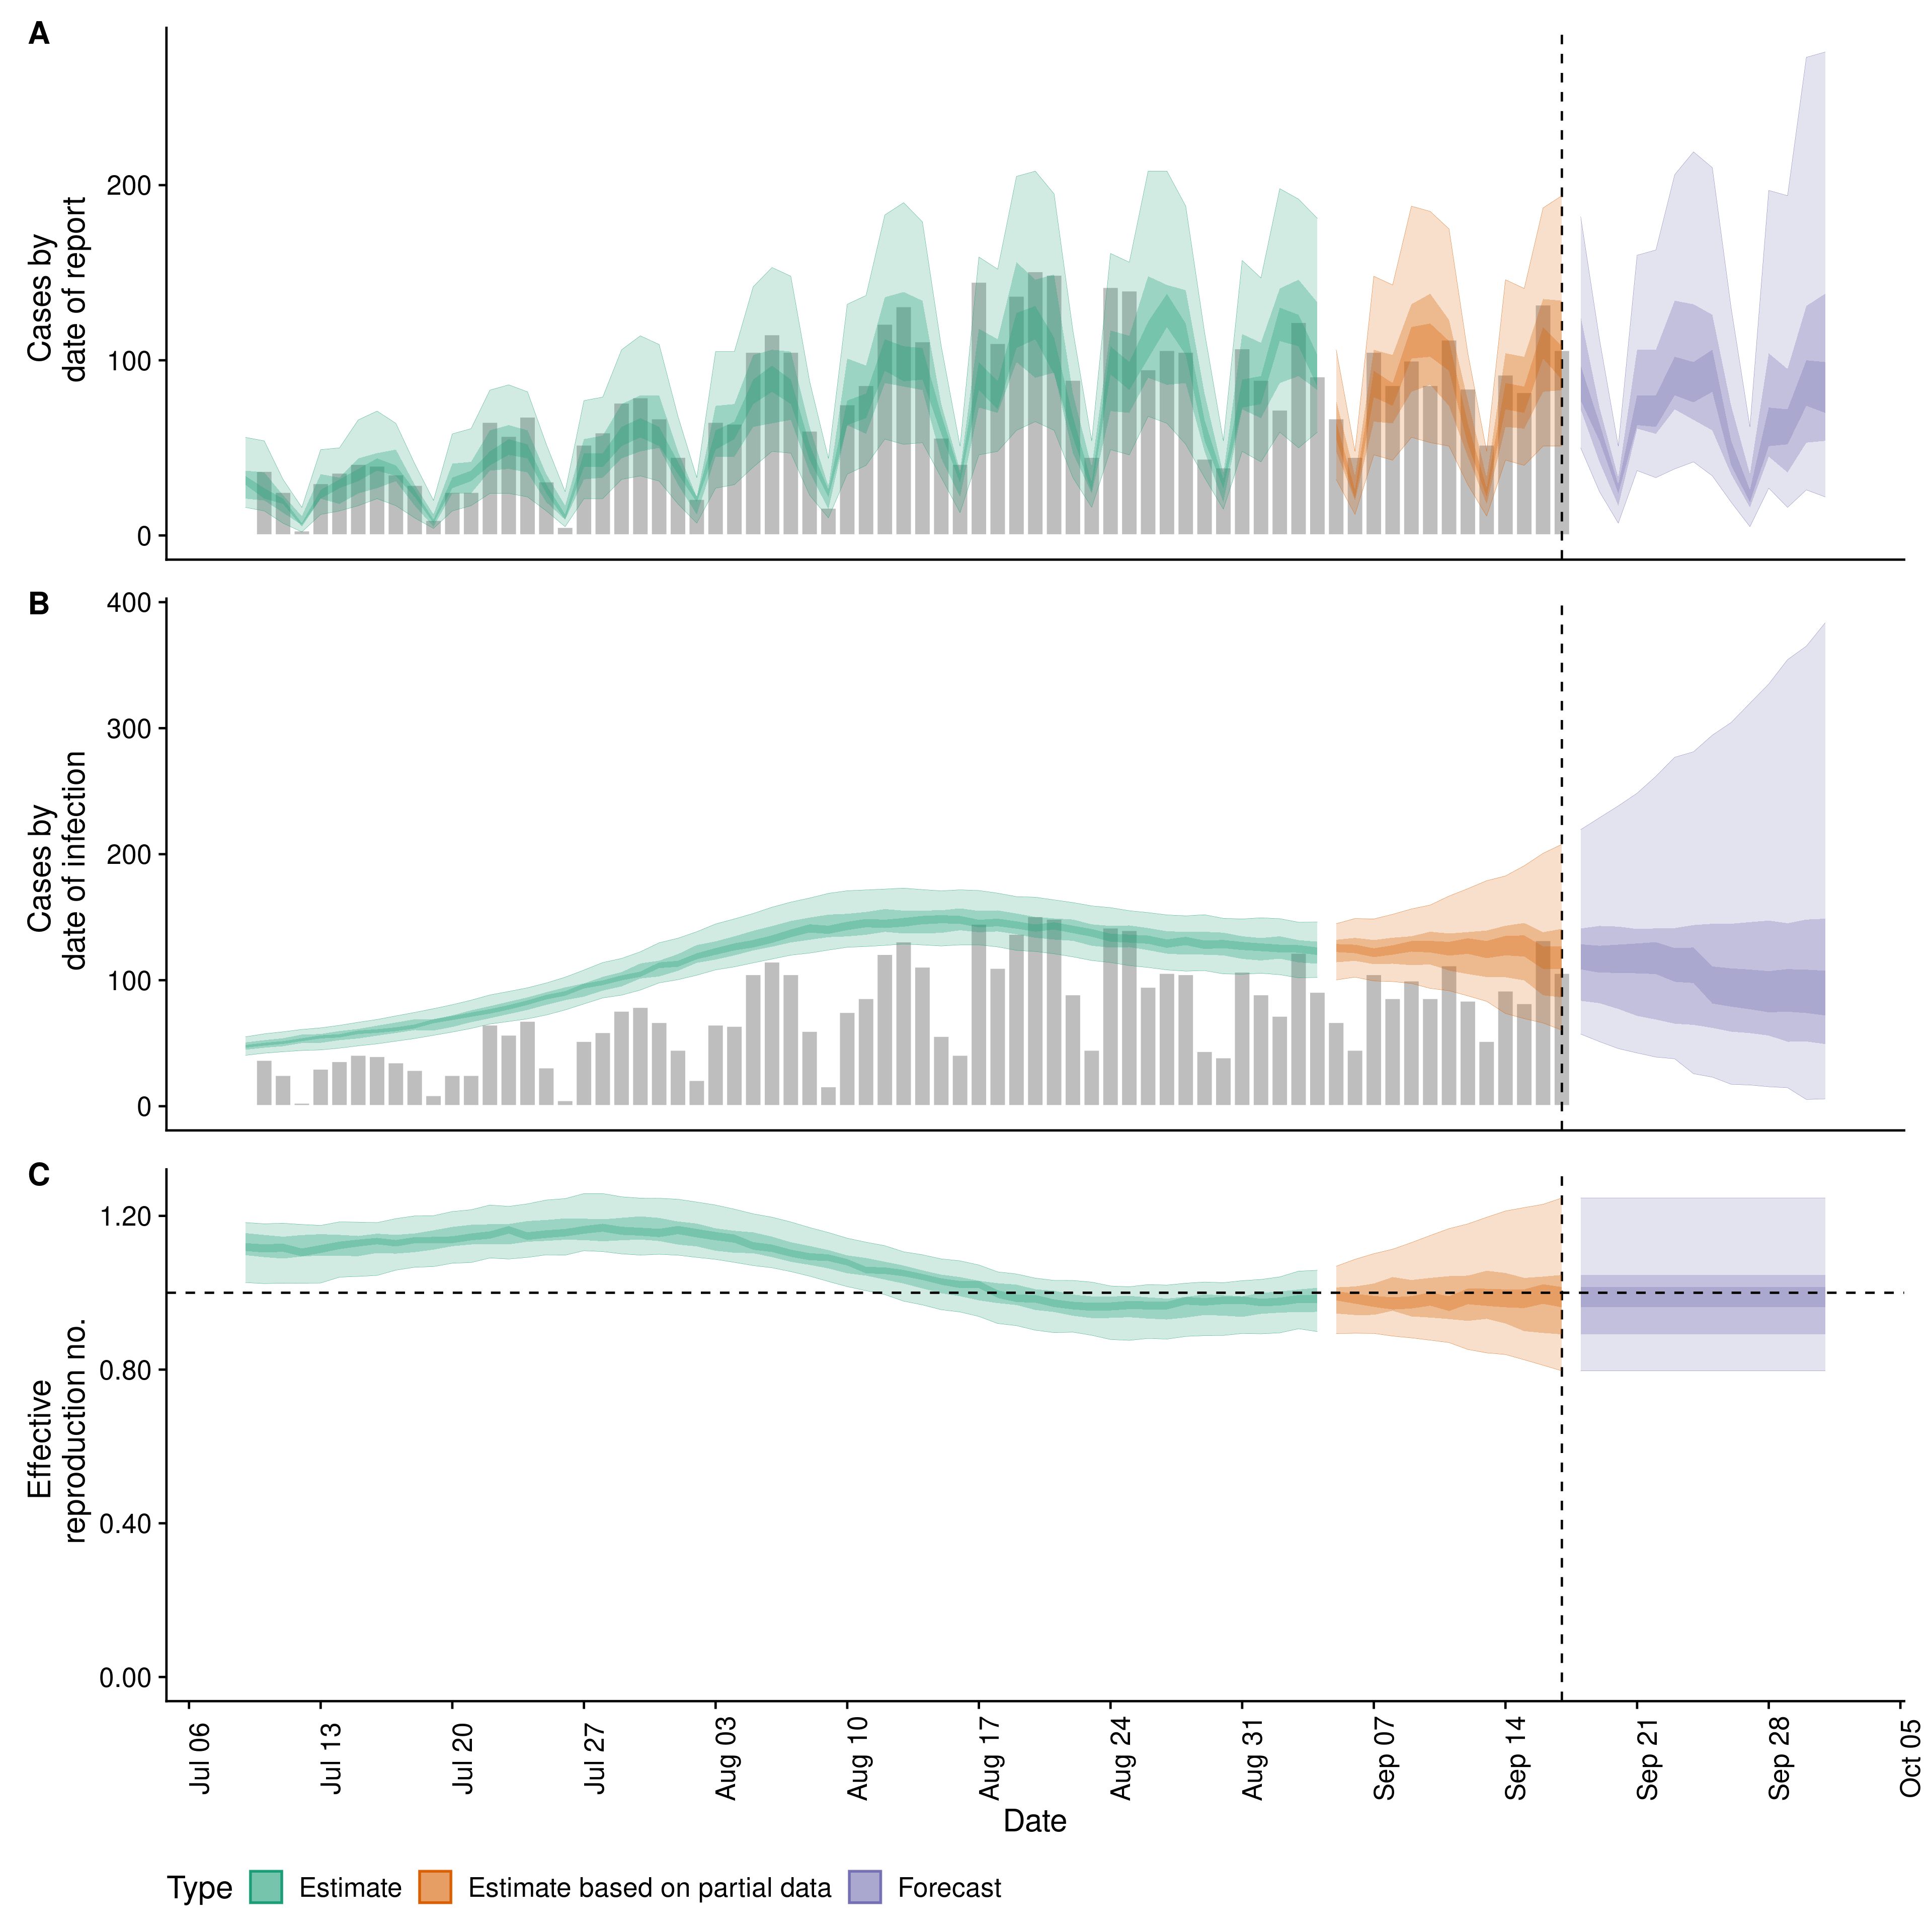 A
Cases by
date of report
200
100
0
B
Cases by
date of infection
400
300
200
100
0
C
Effective
reproduction no.
1.20
0.80
0.40
0.00
Jul 06
Jul 13
Jul 20
Jul 27
Aug 03
Aug 10
Aug 17
Aug 24
Aug 31
Sep 07
Sep 14
Sep 21
Sep 28
Oct 05
Date
Type Estimate Estimate based on partial data Forecast